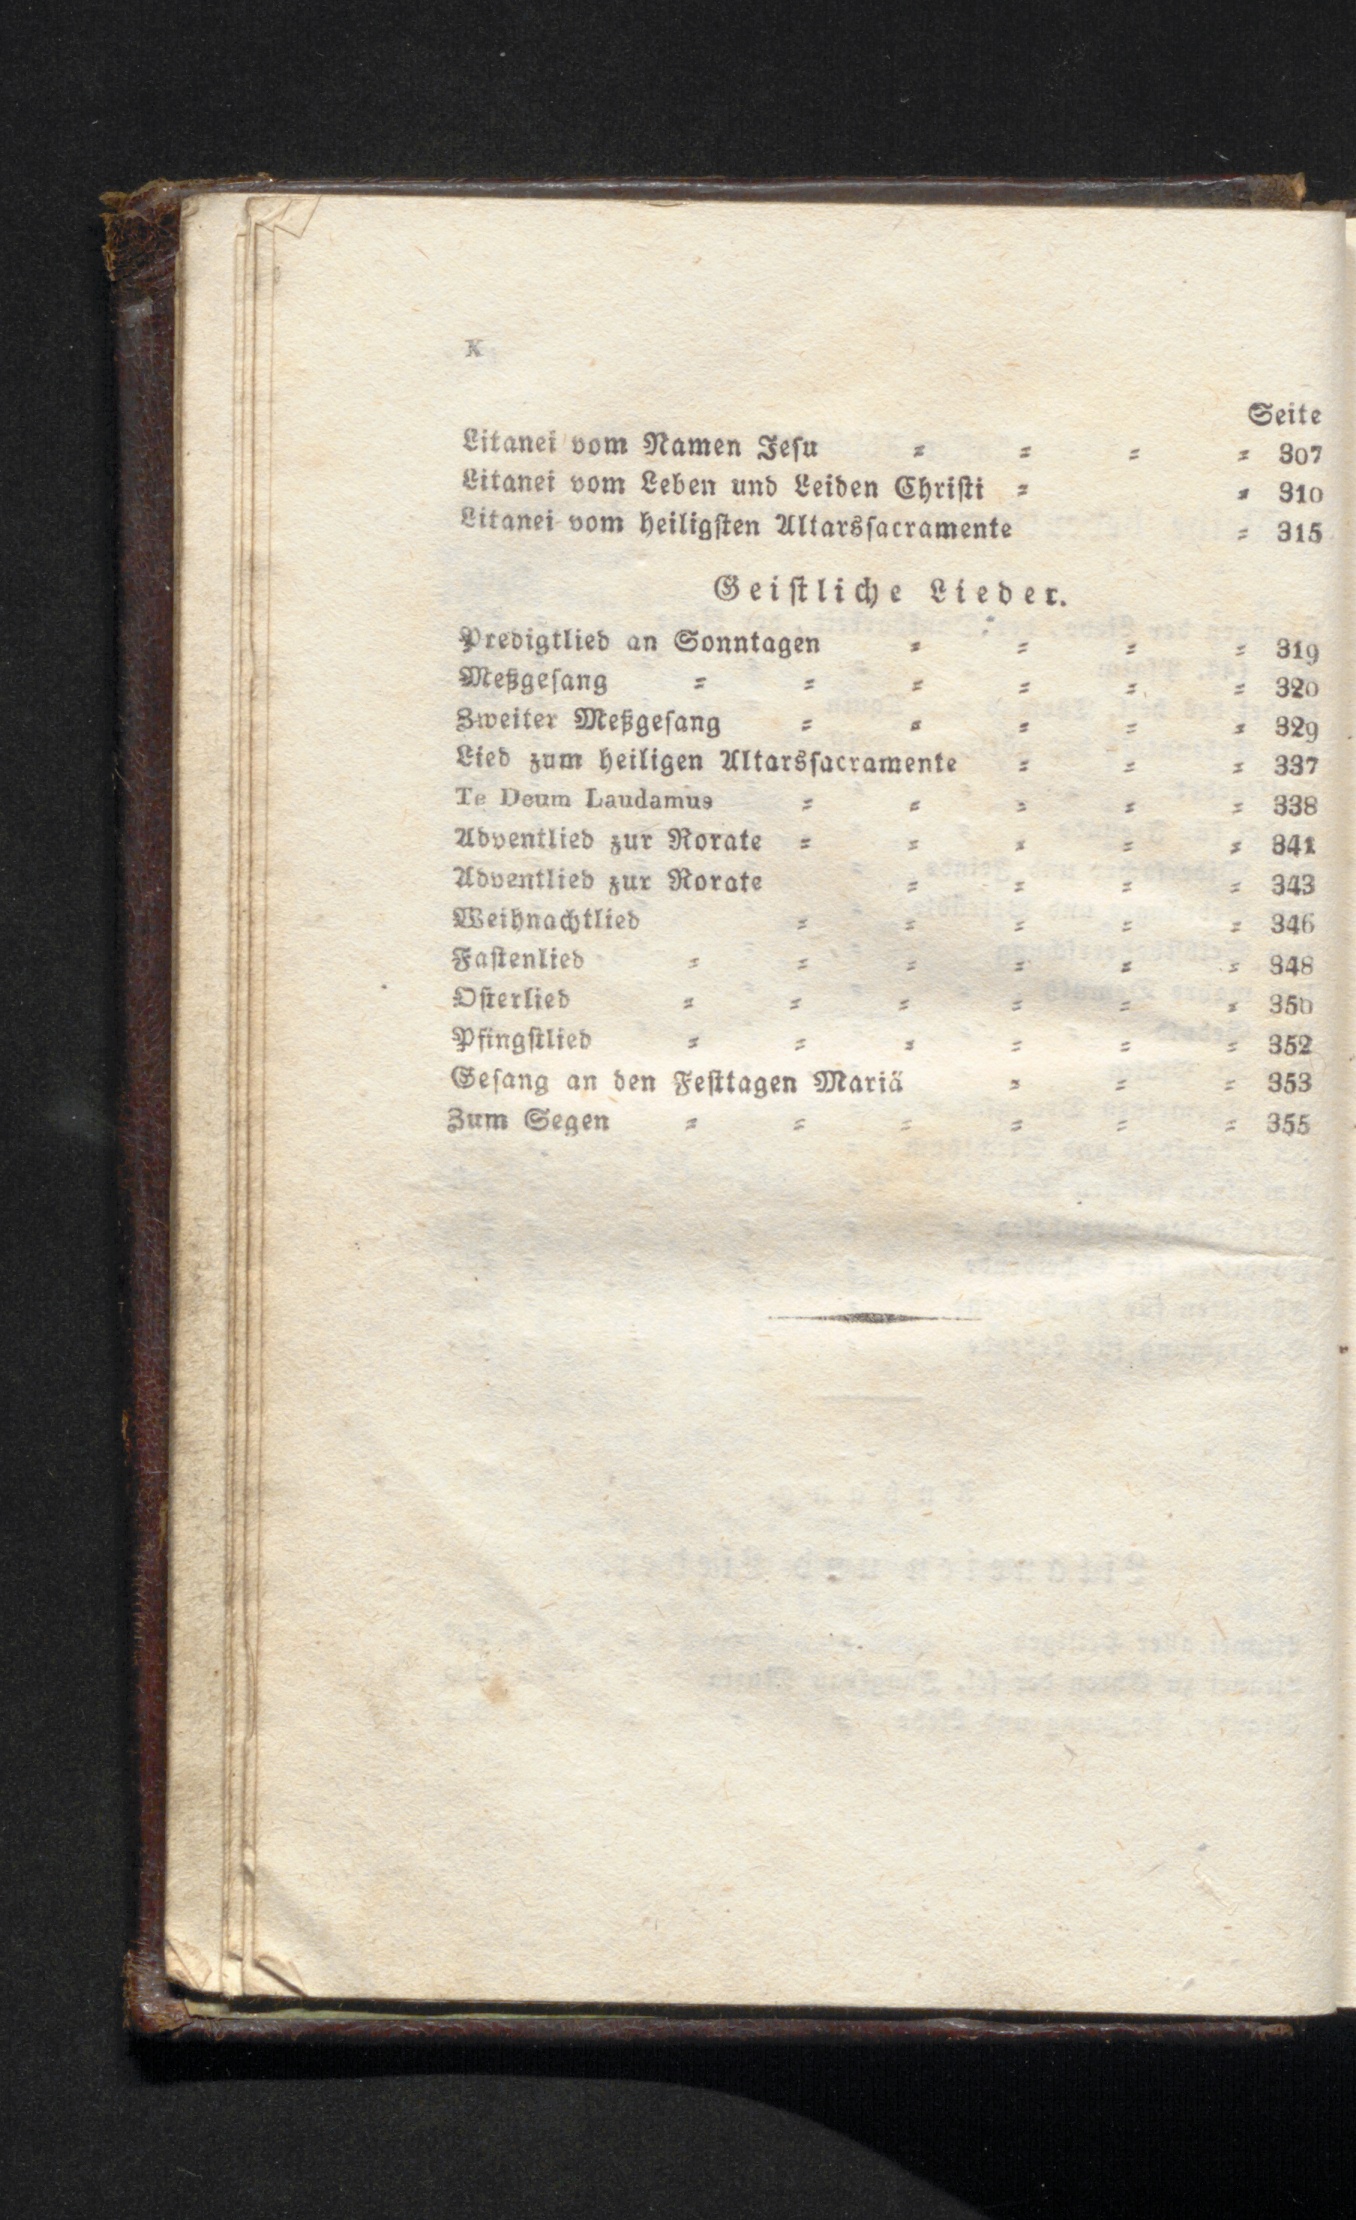 X
Seite
Litanei vom Namen Jeſu = = = = 307
Litanei vom Leben und Leiden Chriſti = = 310
Litanei vom heiligſten Altarsſacramente = 315
Geiſtliche Lieder.
Predigtlied an Sonntagen = = = = 319
Meßgeſang = = = = = = 320
Zweiter Meßgeſang = = = = = 329
Lied zum heiligen Altarsſacramente = = = 337
Te Deum Laudamus = = = = = 338
Adventlied zur Rorate = = = = = 341
Adventlied zur Rorate = = = = 343
Weihnachtlied = = = = = 346
Faſtenlied = = = = = = 348
Oſterlied = = = = = = 350
Pfingſtlied = = = = = = 352
Geſang an den Feſttagen Mariä = = = 353
Zum Segen = = = = = = 355